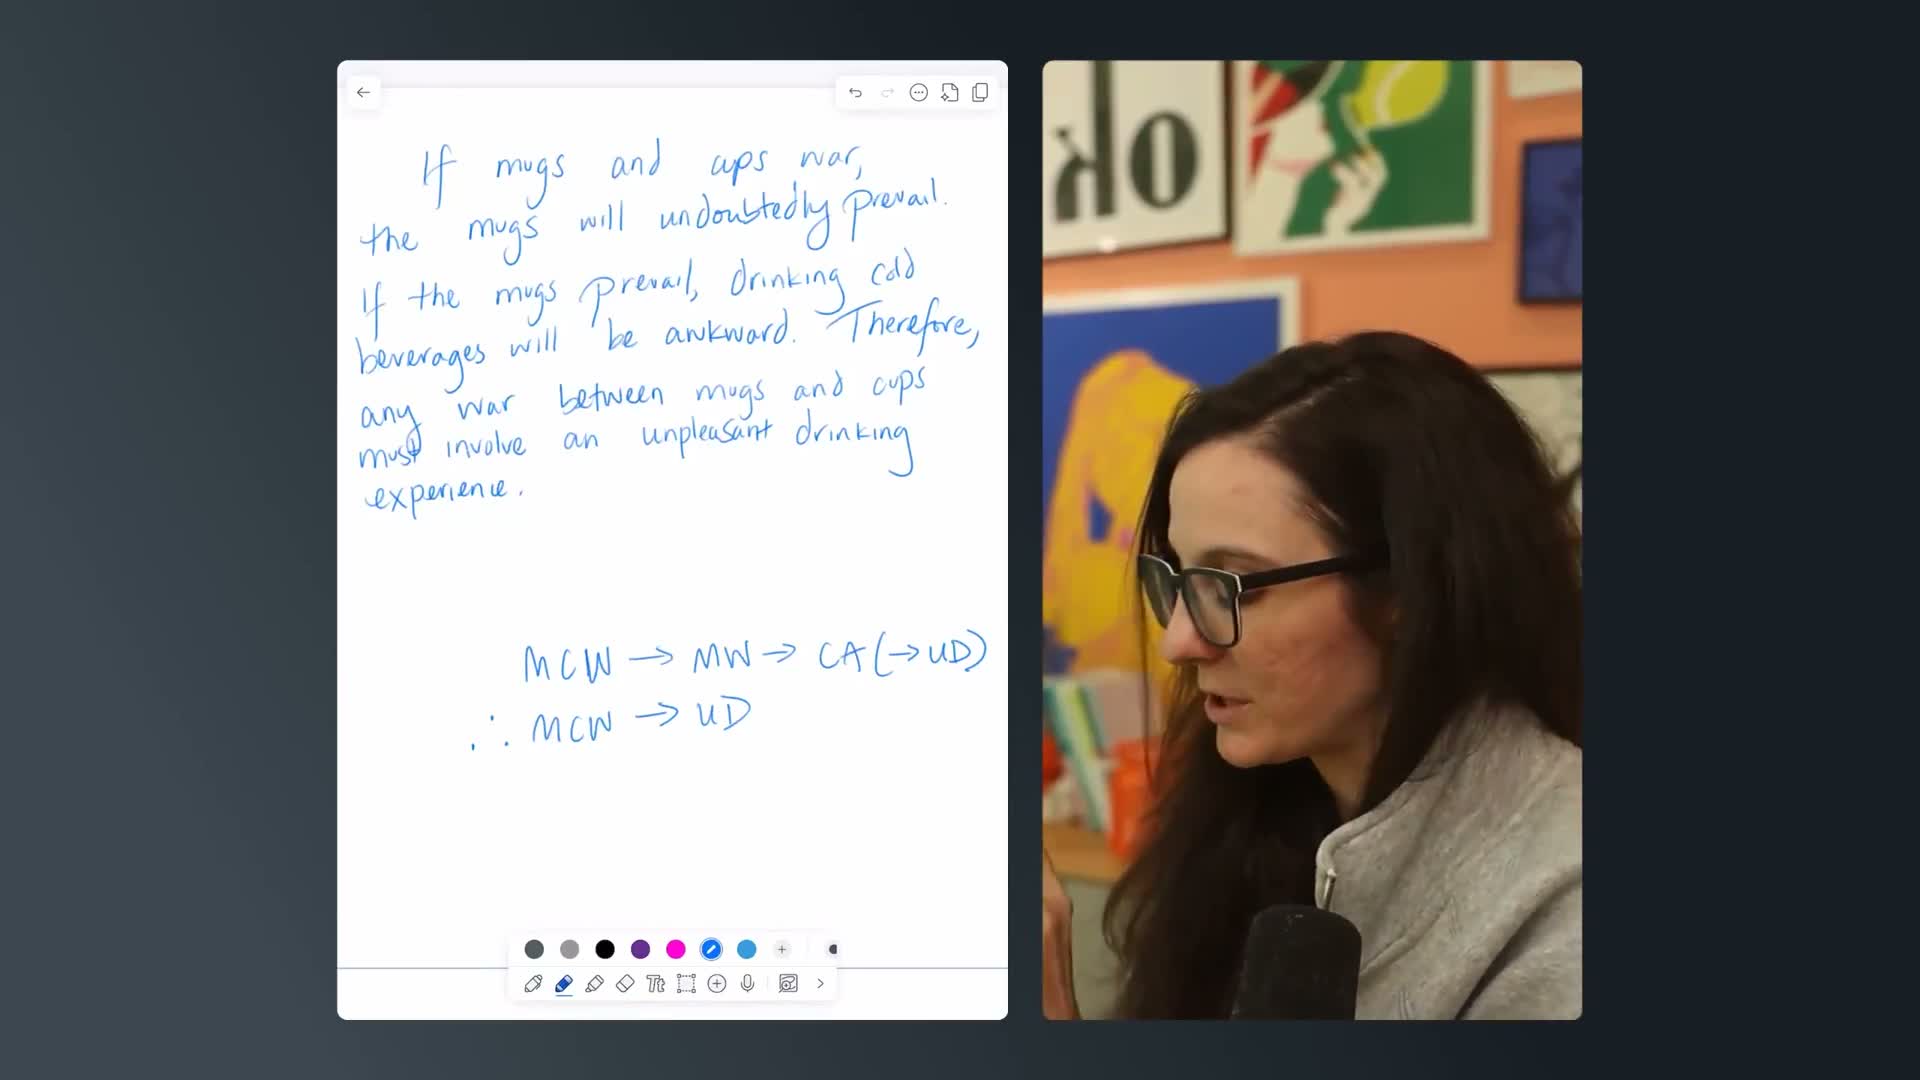 If mugs and cups war,
the mugs will undoubtedly prevail.
If the mugs prevail, drinking cold
beverages will be awkward. Therefore,
any war between mugs and cups
must involve an unpleasant drinking
experience.
MCW → MW → CA (→ UD)
∴ MCW → UD
Tt
ok